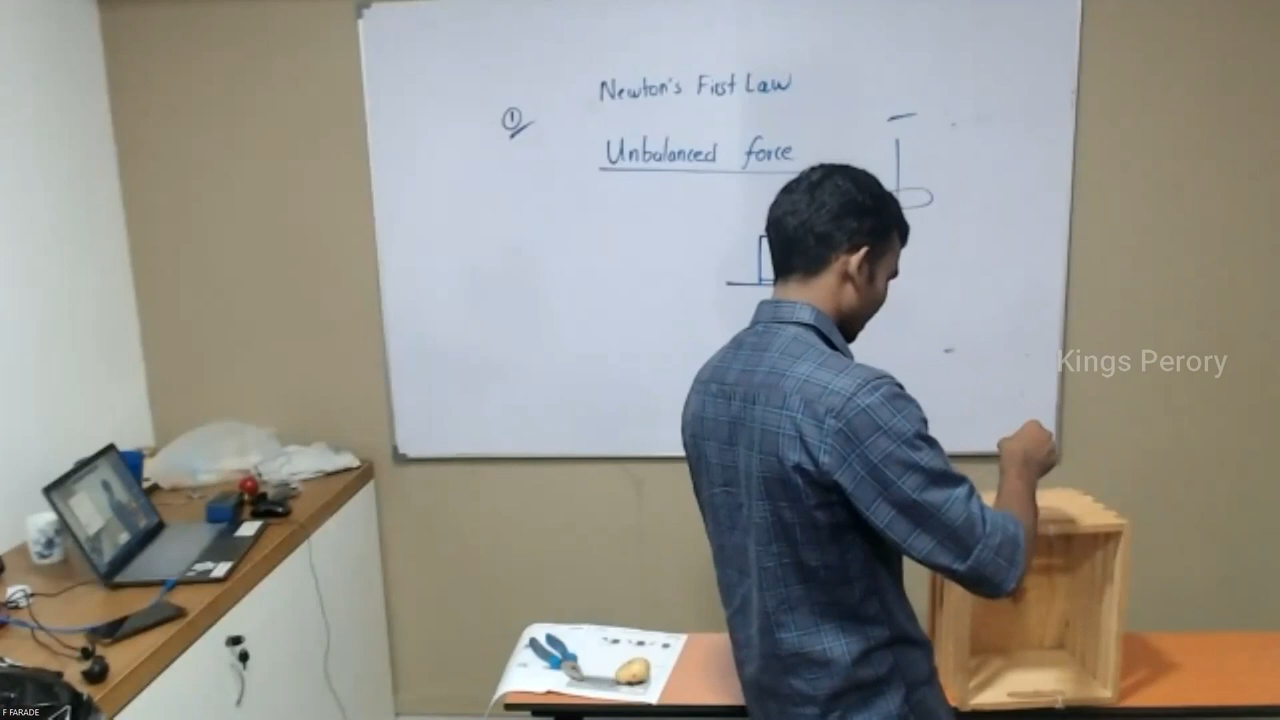 Newton's First Law
①
Unbalanced force
Kings Perory
F FARADE